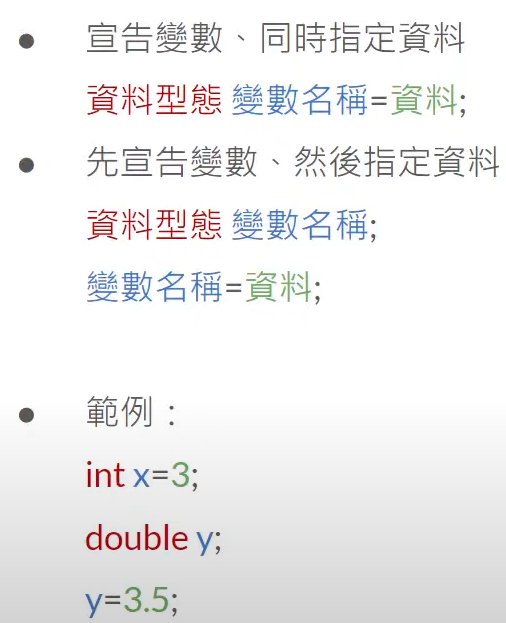 ● 宣告變數、同時指定資料
資料型態 變數名稱=資料;
● 先宣告變數、然後指定資料
資料型態 變數名稱;
變數名稱=資料;
● 範例：
int x=3;
double y;
y=3.5;